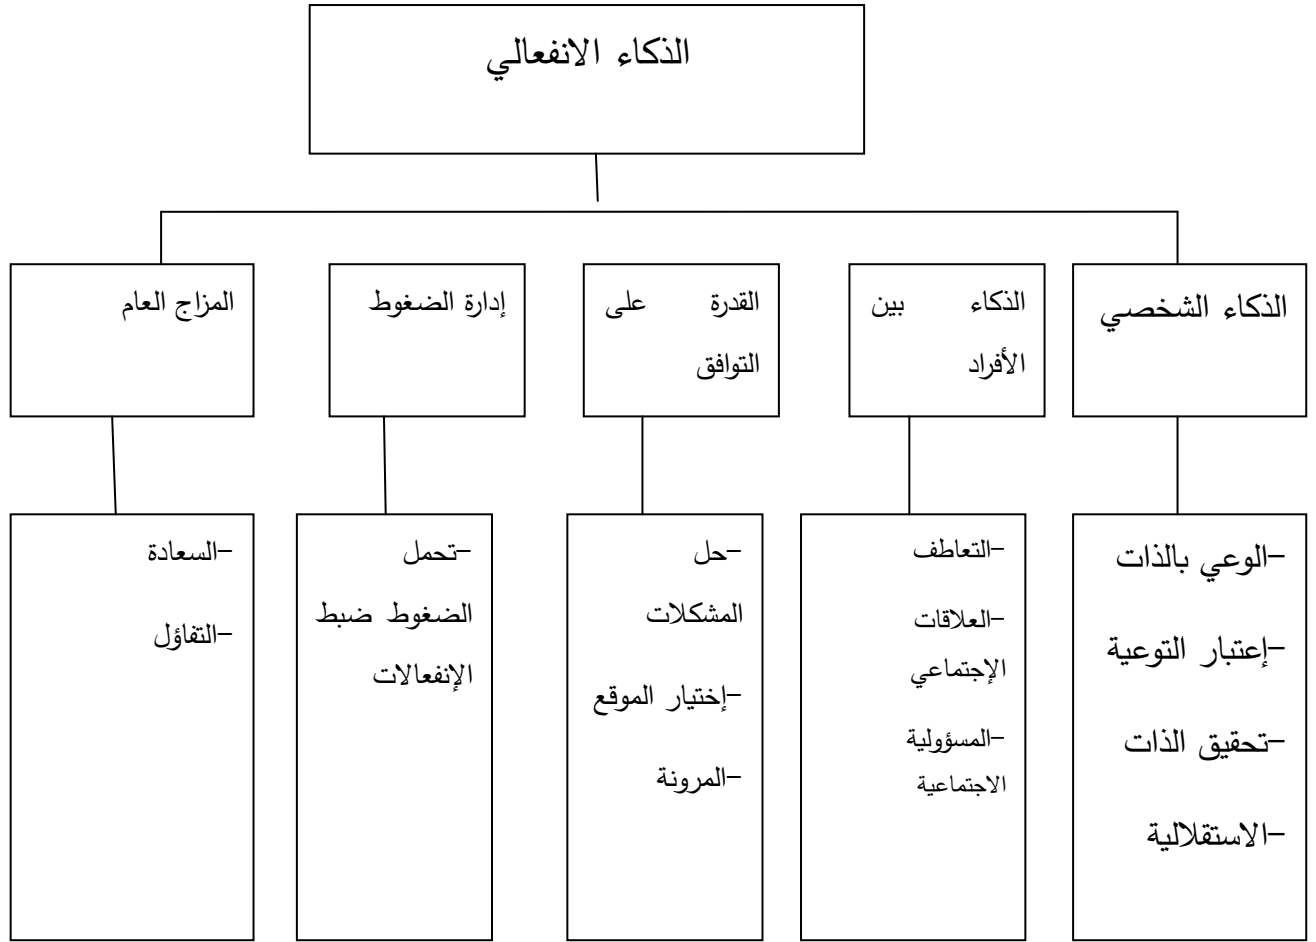 الذكاء الانفعالي
الذكاء الشخصي
الذكاء بين
الأفراد
القدرة على
التوافق
إدارة الضغوط
المزاج العام
-الوعي بالذات
-إعتبار التوعية
-تحقيق الذات
-الاستقلالية
-التعاطف
-العلاقات
الإجتماعي
-المسؤولية
الاجتماعية
-حل
المشكلات
-إختيار الموقع
-المرونة
-تحمل
الضغوط ضبط
الإنفعالات
-السعادة
-التفاؤل